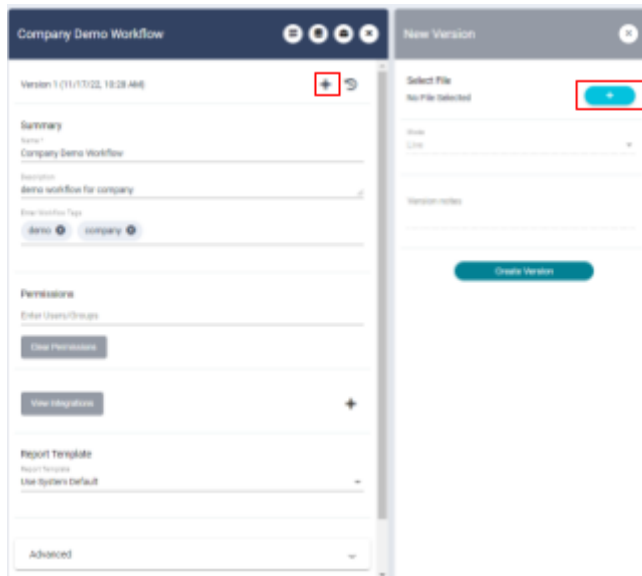 Company Demo Workflow
Version 1 (11/17/22, 10:28 AM)
Summary
Name *
Company Demo Workflow
Description
demo workflow for company
Enter Workflow Tags
demo
company
Permissions
Enter Users/Groups
Clear Permissions
View Integrations
Report Template
Report Template
Use System Default
Advanced
New Version
Select File
No File Selected
Mode
Live
Version notes
Create Version